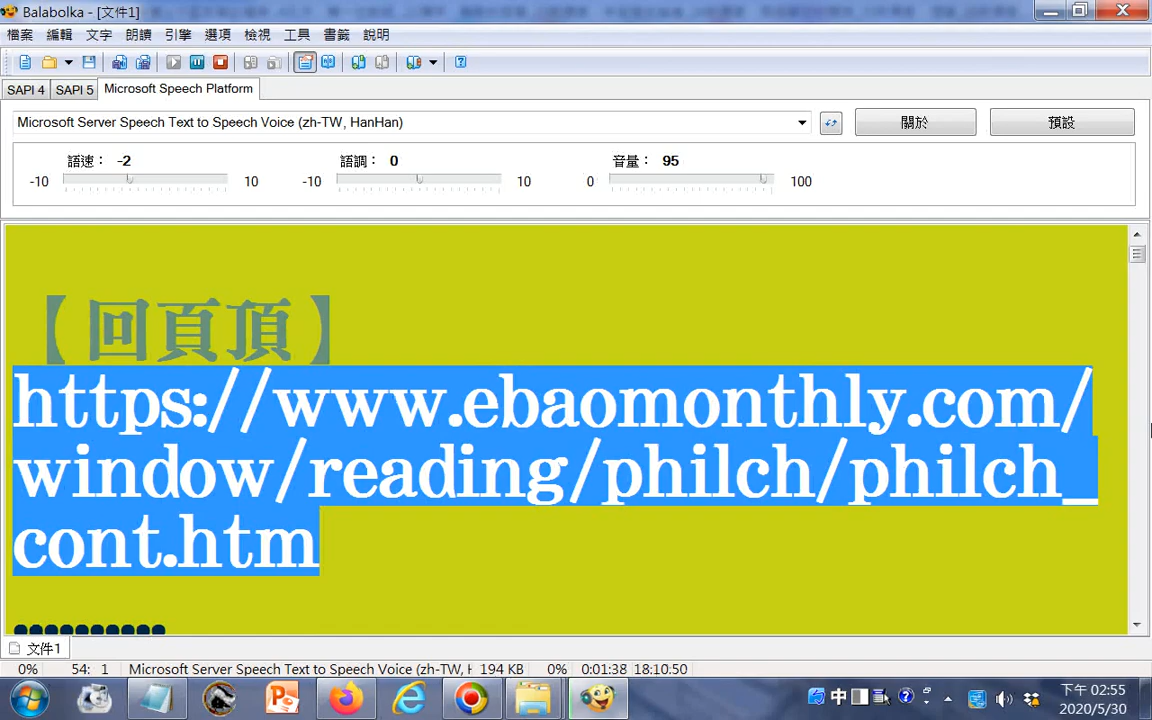 Balabolka - [文件1]
檔案 編輯 文字 朗讀 引擎 選項 檢視 工具 書籤 說明
SAPI 4 SAPI 5 Microsoft Speech Platform
Microsoft Server Speech Text to Speech Voice (zh-TW, HanHan) 關於 預設
語速： -2 語調： 0 音量： 95
-10 10 -10 10 0 100
【回頁頂】
https://www.ebaomonthly.com/
window/reading/philch/philch_
cont.htm
●●●●●●●●●●
文件1
0% 54: 1 Microsoft Server Speech Text to Speech Voice (zh-TW, H 194 KB 0% 0:01:38 18:10:50
中 下午 02:55
2020/5/30